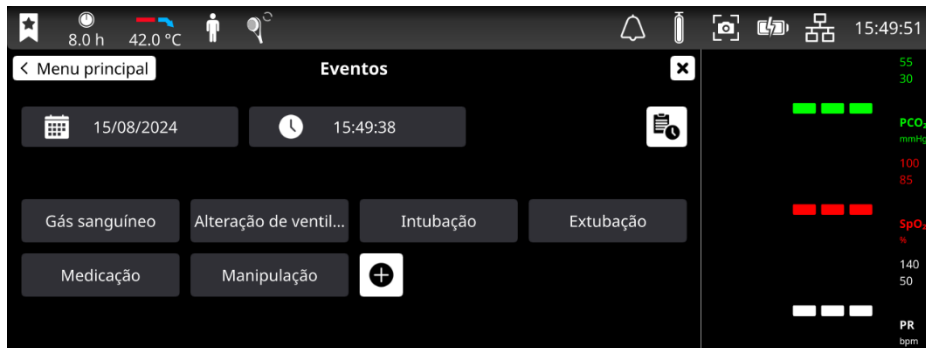 8.0 h 42.0 °C 15:49:51
< Menu principal Eventos
15/08/2024 15:49:38
Gás sanguíneo Alteração de ventil... Intubação Extubação
Medicação Manipulação
55
30
PCO₂
mmHg
100
85
SpO₂
%
140
50
PR
bpm